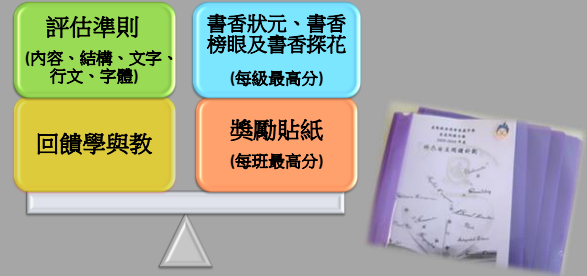 評估準則
(內容、結構、文字、
行文、字體)
書香狀元、書香
榜眼及書香探花
(每級最高分)
回饋學與教
獎勵貼紙
(每班最高分)